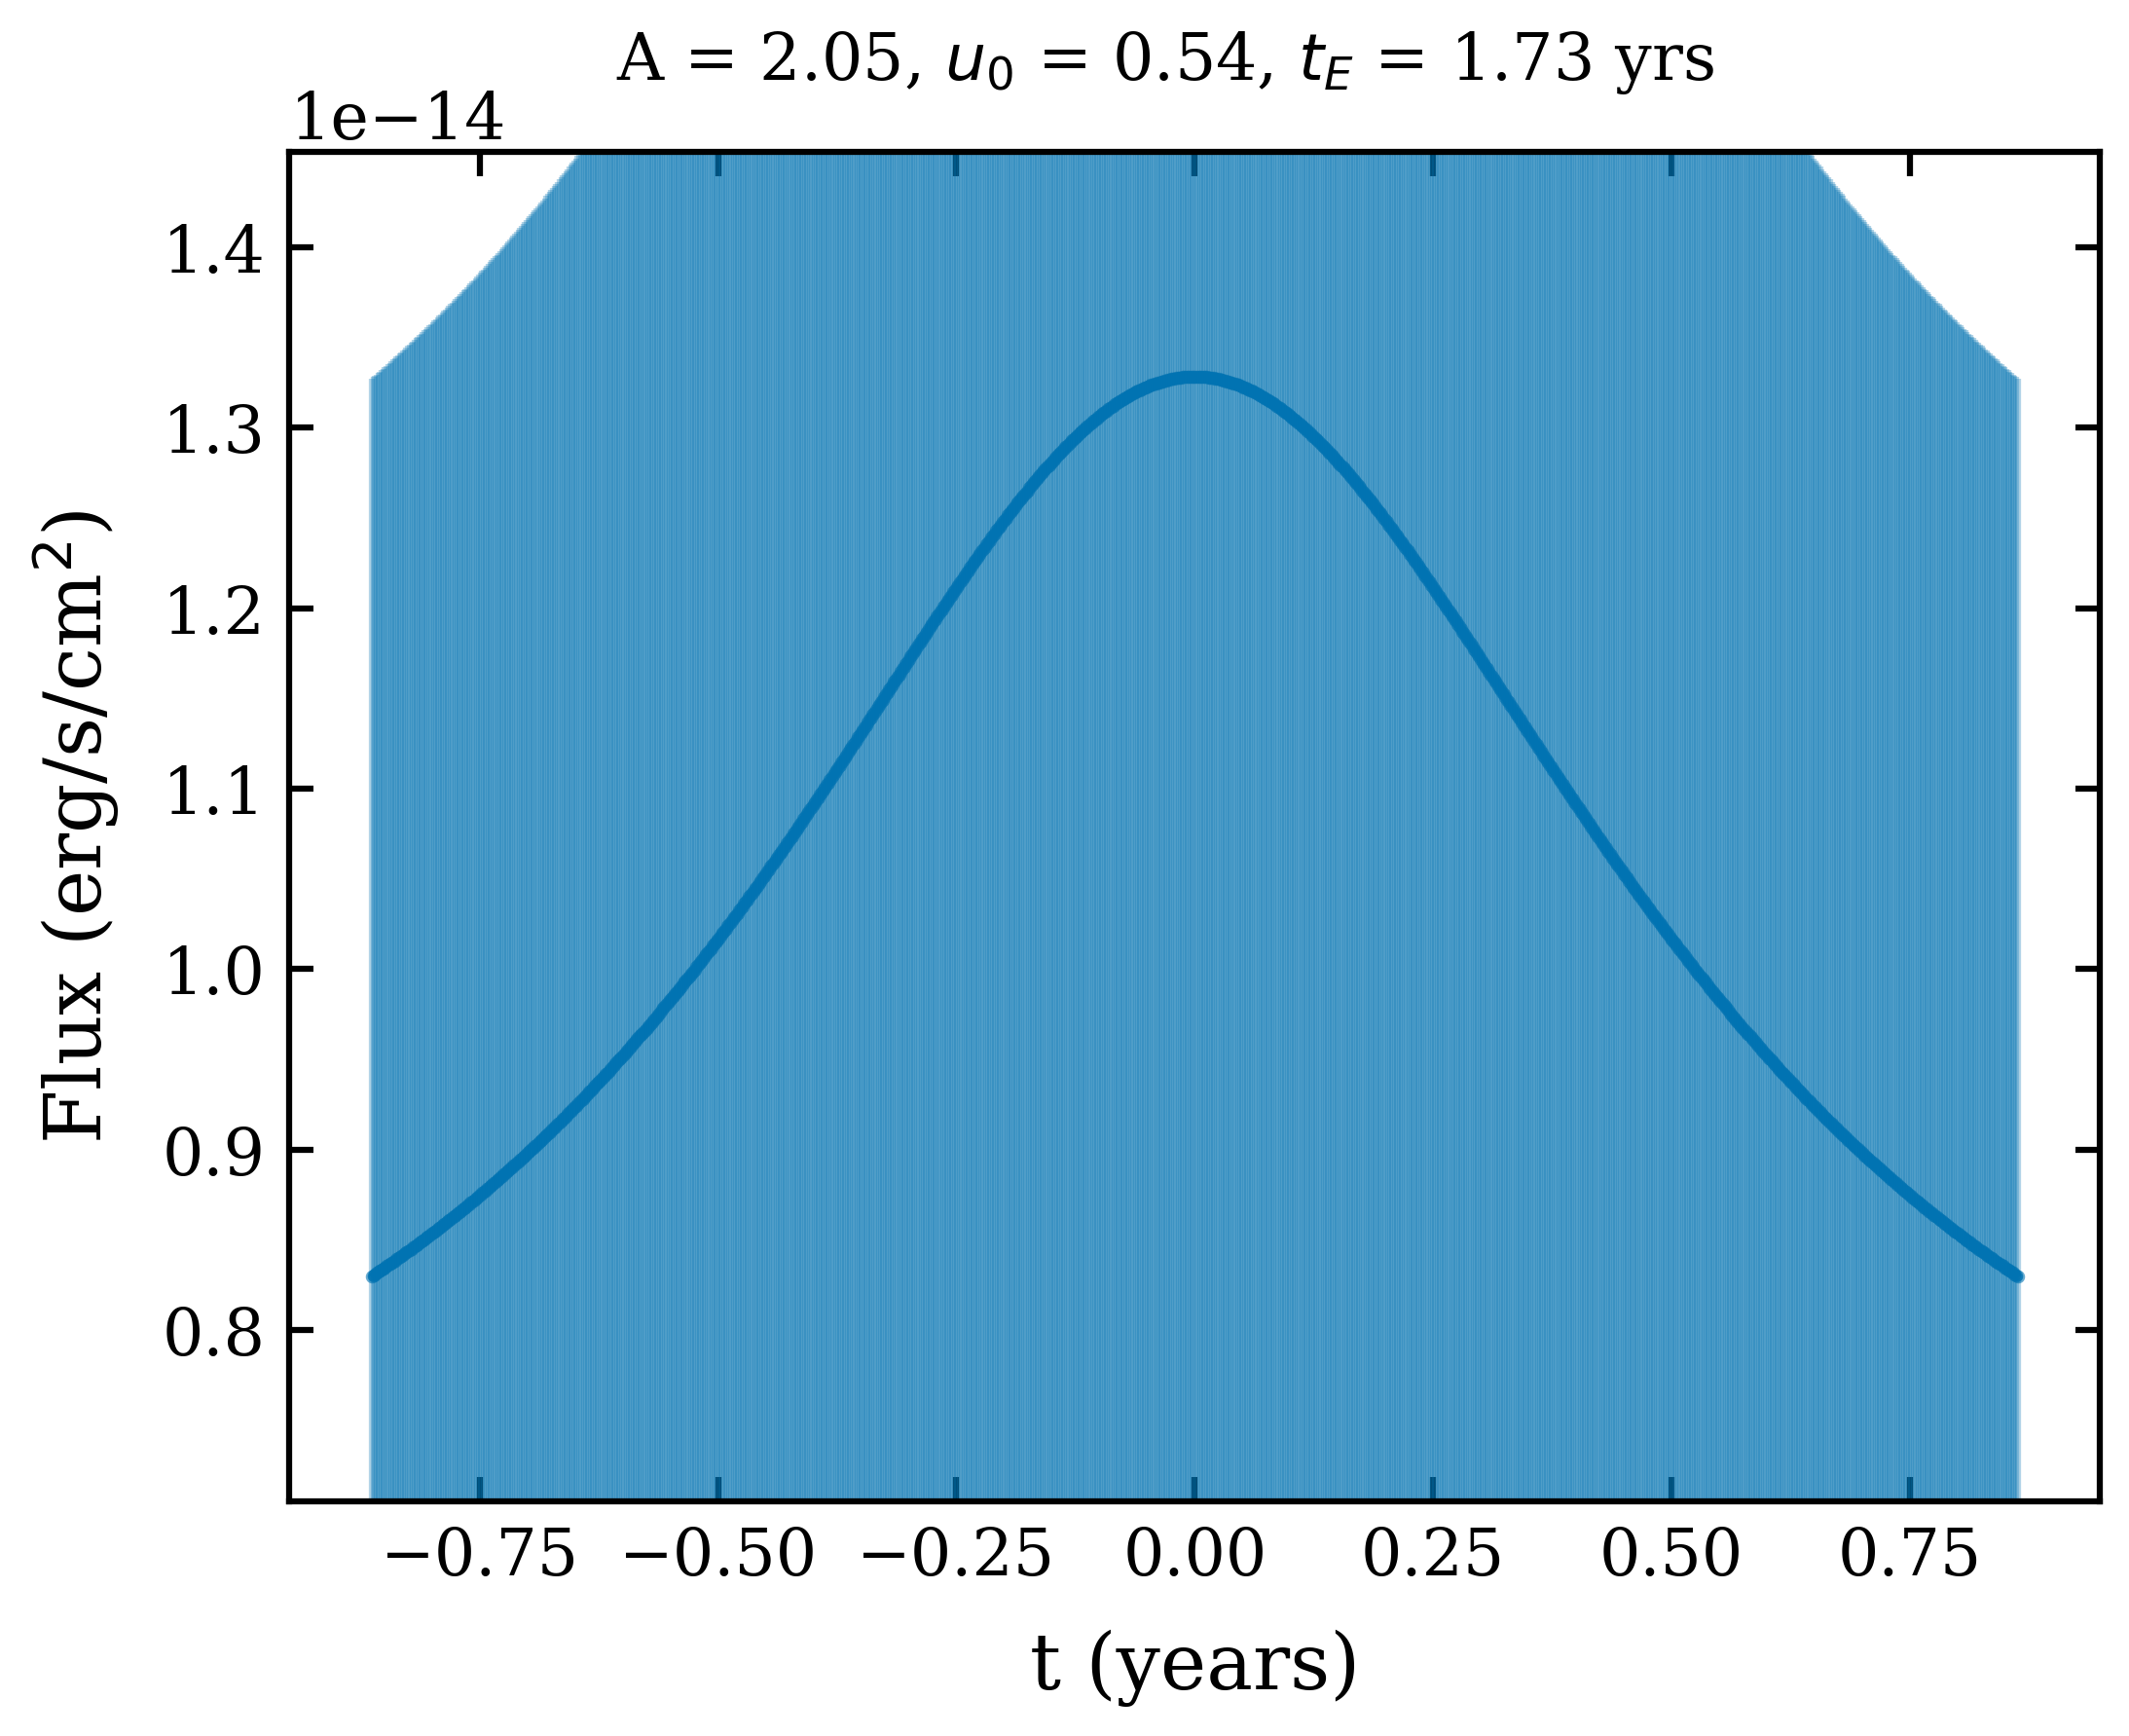 A = 2.05, u₀ = 0.54, t_E = 1.73 yrs
1e−14
1.4
1.3
1.2
1.1
1.0
0.9
0.8
Flux (erg/s/cm²)
−0.75 −0.50 −0.25 0.00 0.25 0.50 0.75
t (years)